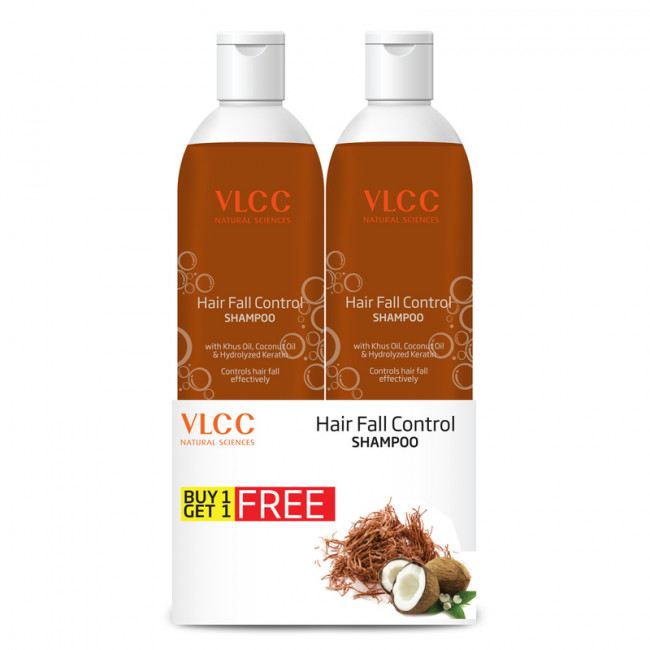 VLCC
NATURAL SCIENCES
Hair Fall Control
SHAMPOO
with Khus Oil, Coconut Oil
& Hydrolyzed Keratin
Controls hair fall
effectively
VLCC
NATURAL SCIENCES
Hair Fall Control
SHAMPOO
with Khus Oil, Coconut Oil
& Hydrolyzed Keratin
Controls hair fall
effectively
VLCC
NATURAL SCIENCES
Hair Fall Control
SHAMPOO
BUY 1
GET 1
FREE